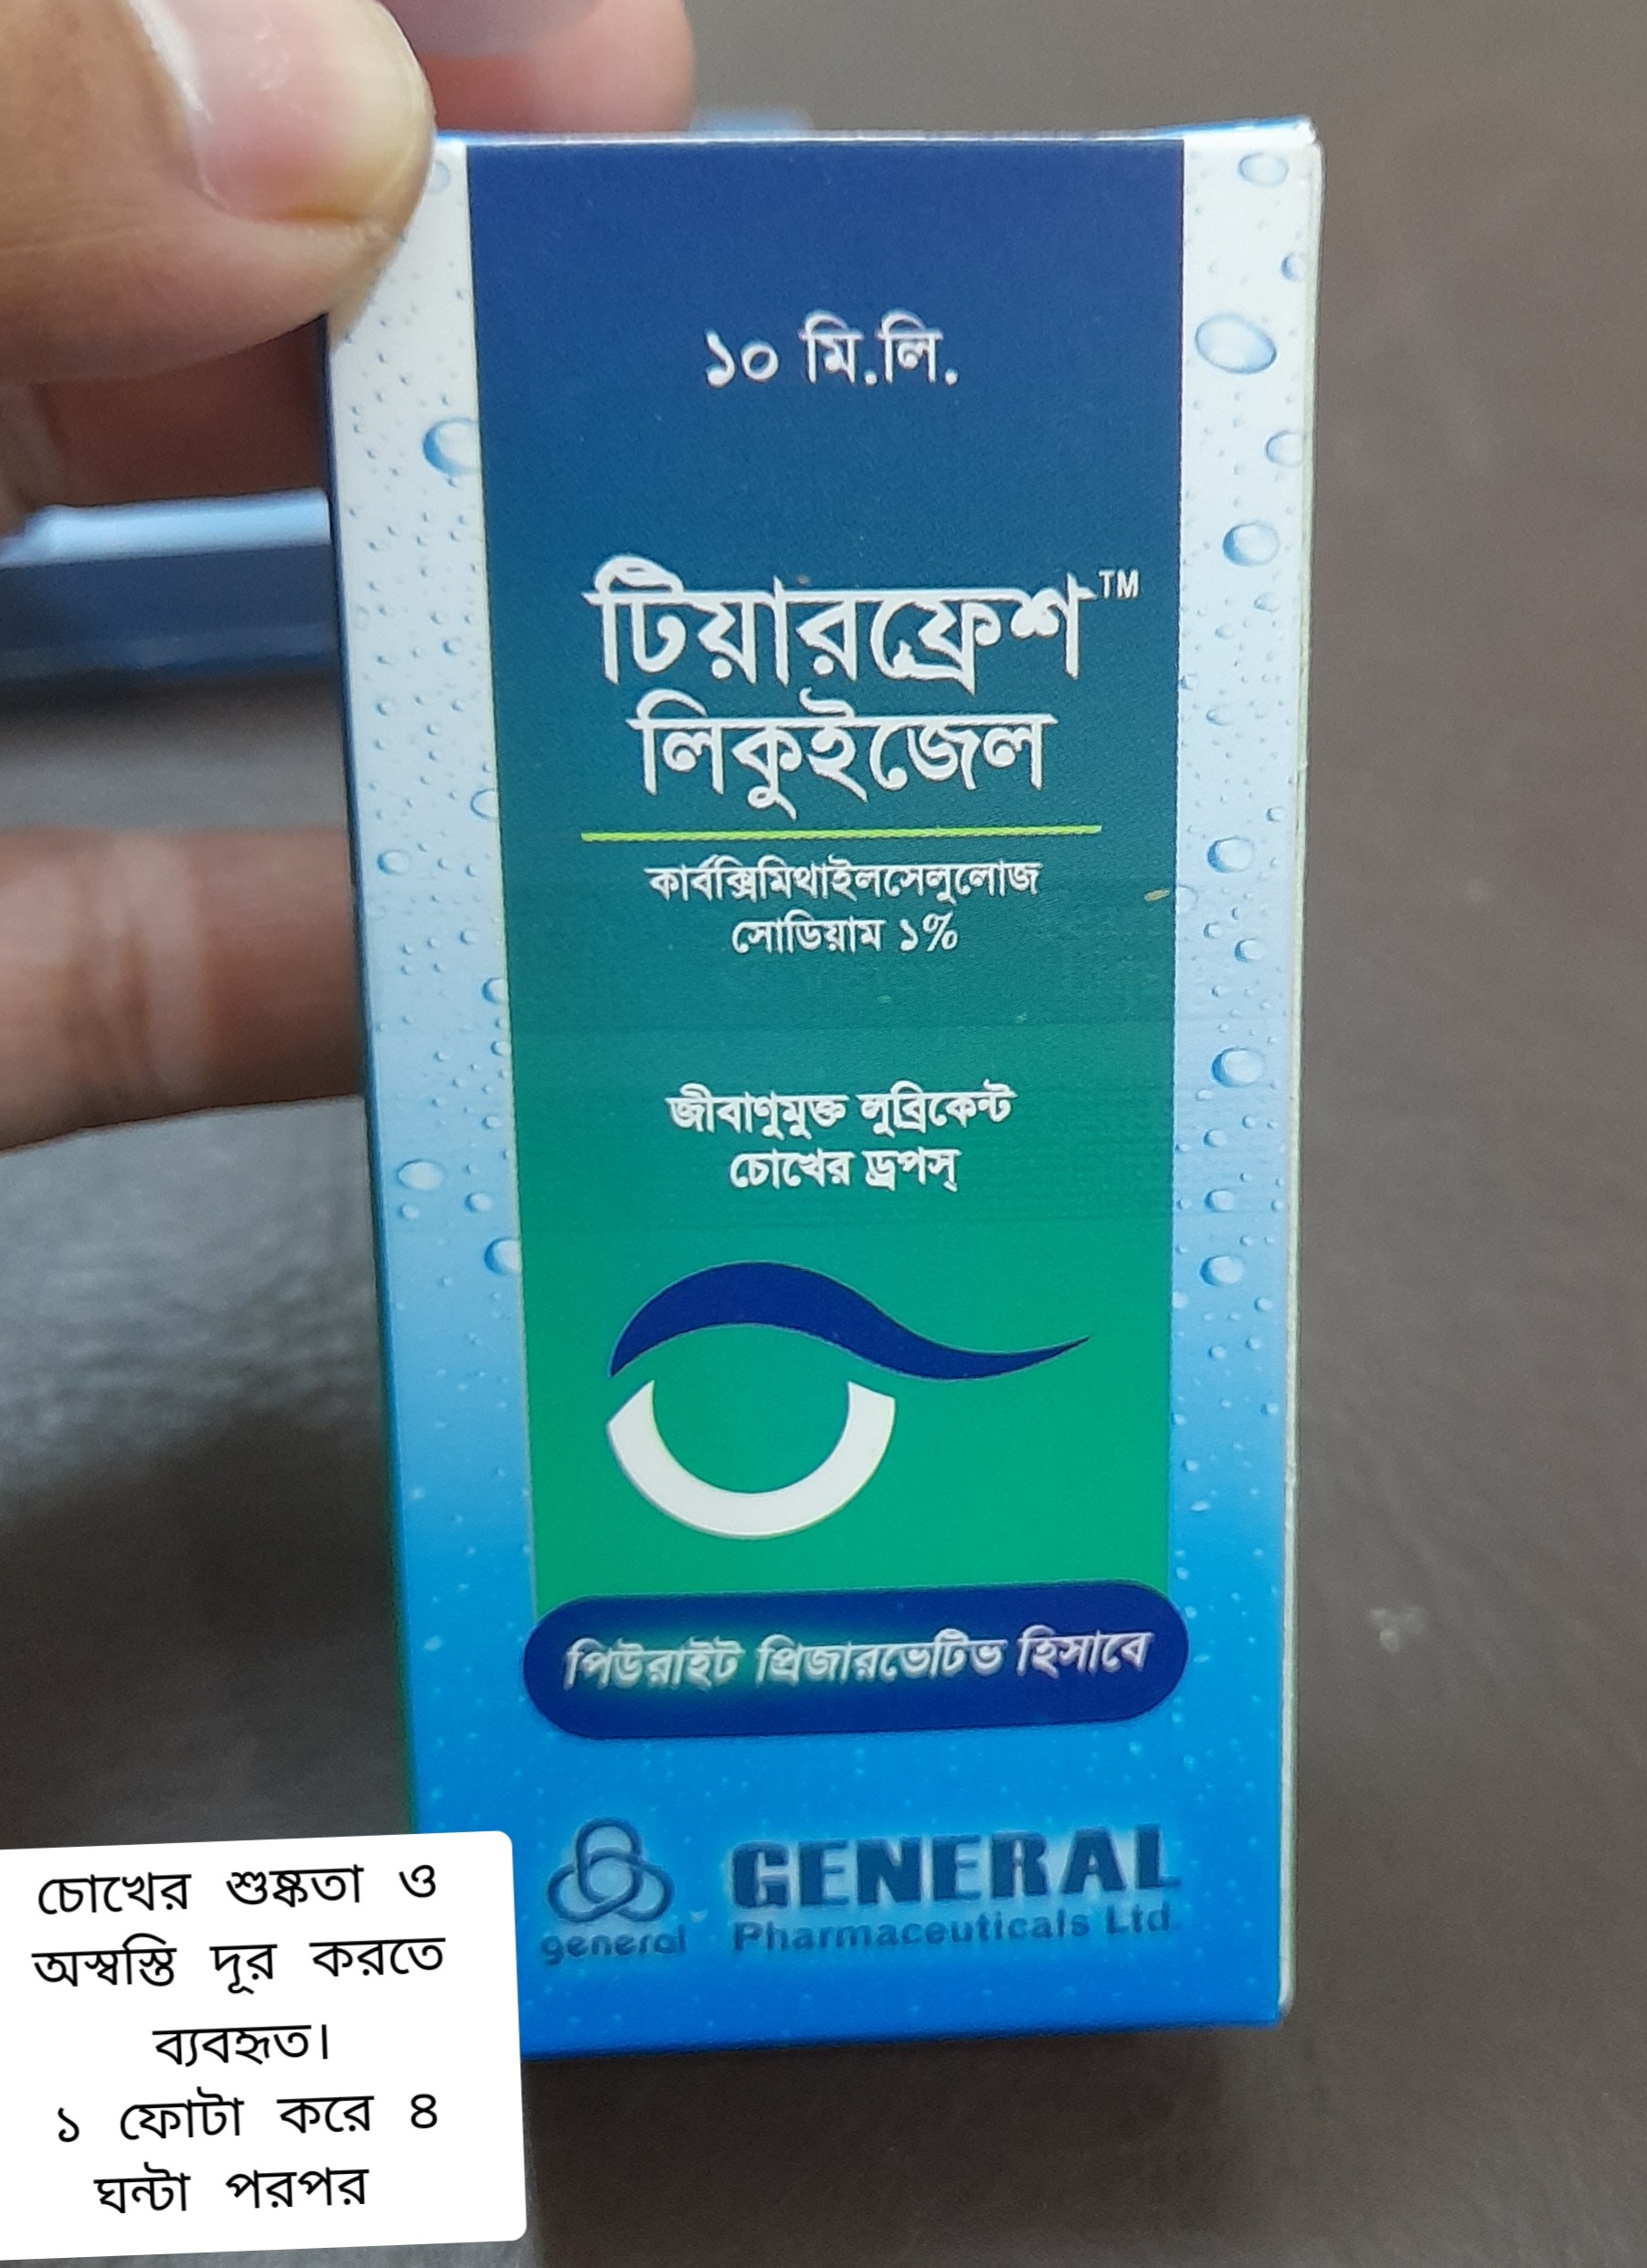 ১০ মি.লি.
টিয়ারফ্রেশ™
লিকুইজেল
কার্বক্সিমিথাইলসেলুলোজ
সোডিয়াম ১%
জীবাণুমুক্ত লুব্রিকেন্ট
চোখের ড্রপস্
পিউরাইট প্রিজারভেটিভ হিসাবে
general
GENERAL
Pharmaceuticals Ltd.
চোখের শুষ্কতা ও
অস্বস্তি দূর করতে
ব্যবহৃত।
১ ফোটা করে ৪
ঘন্টা পরপর